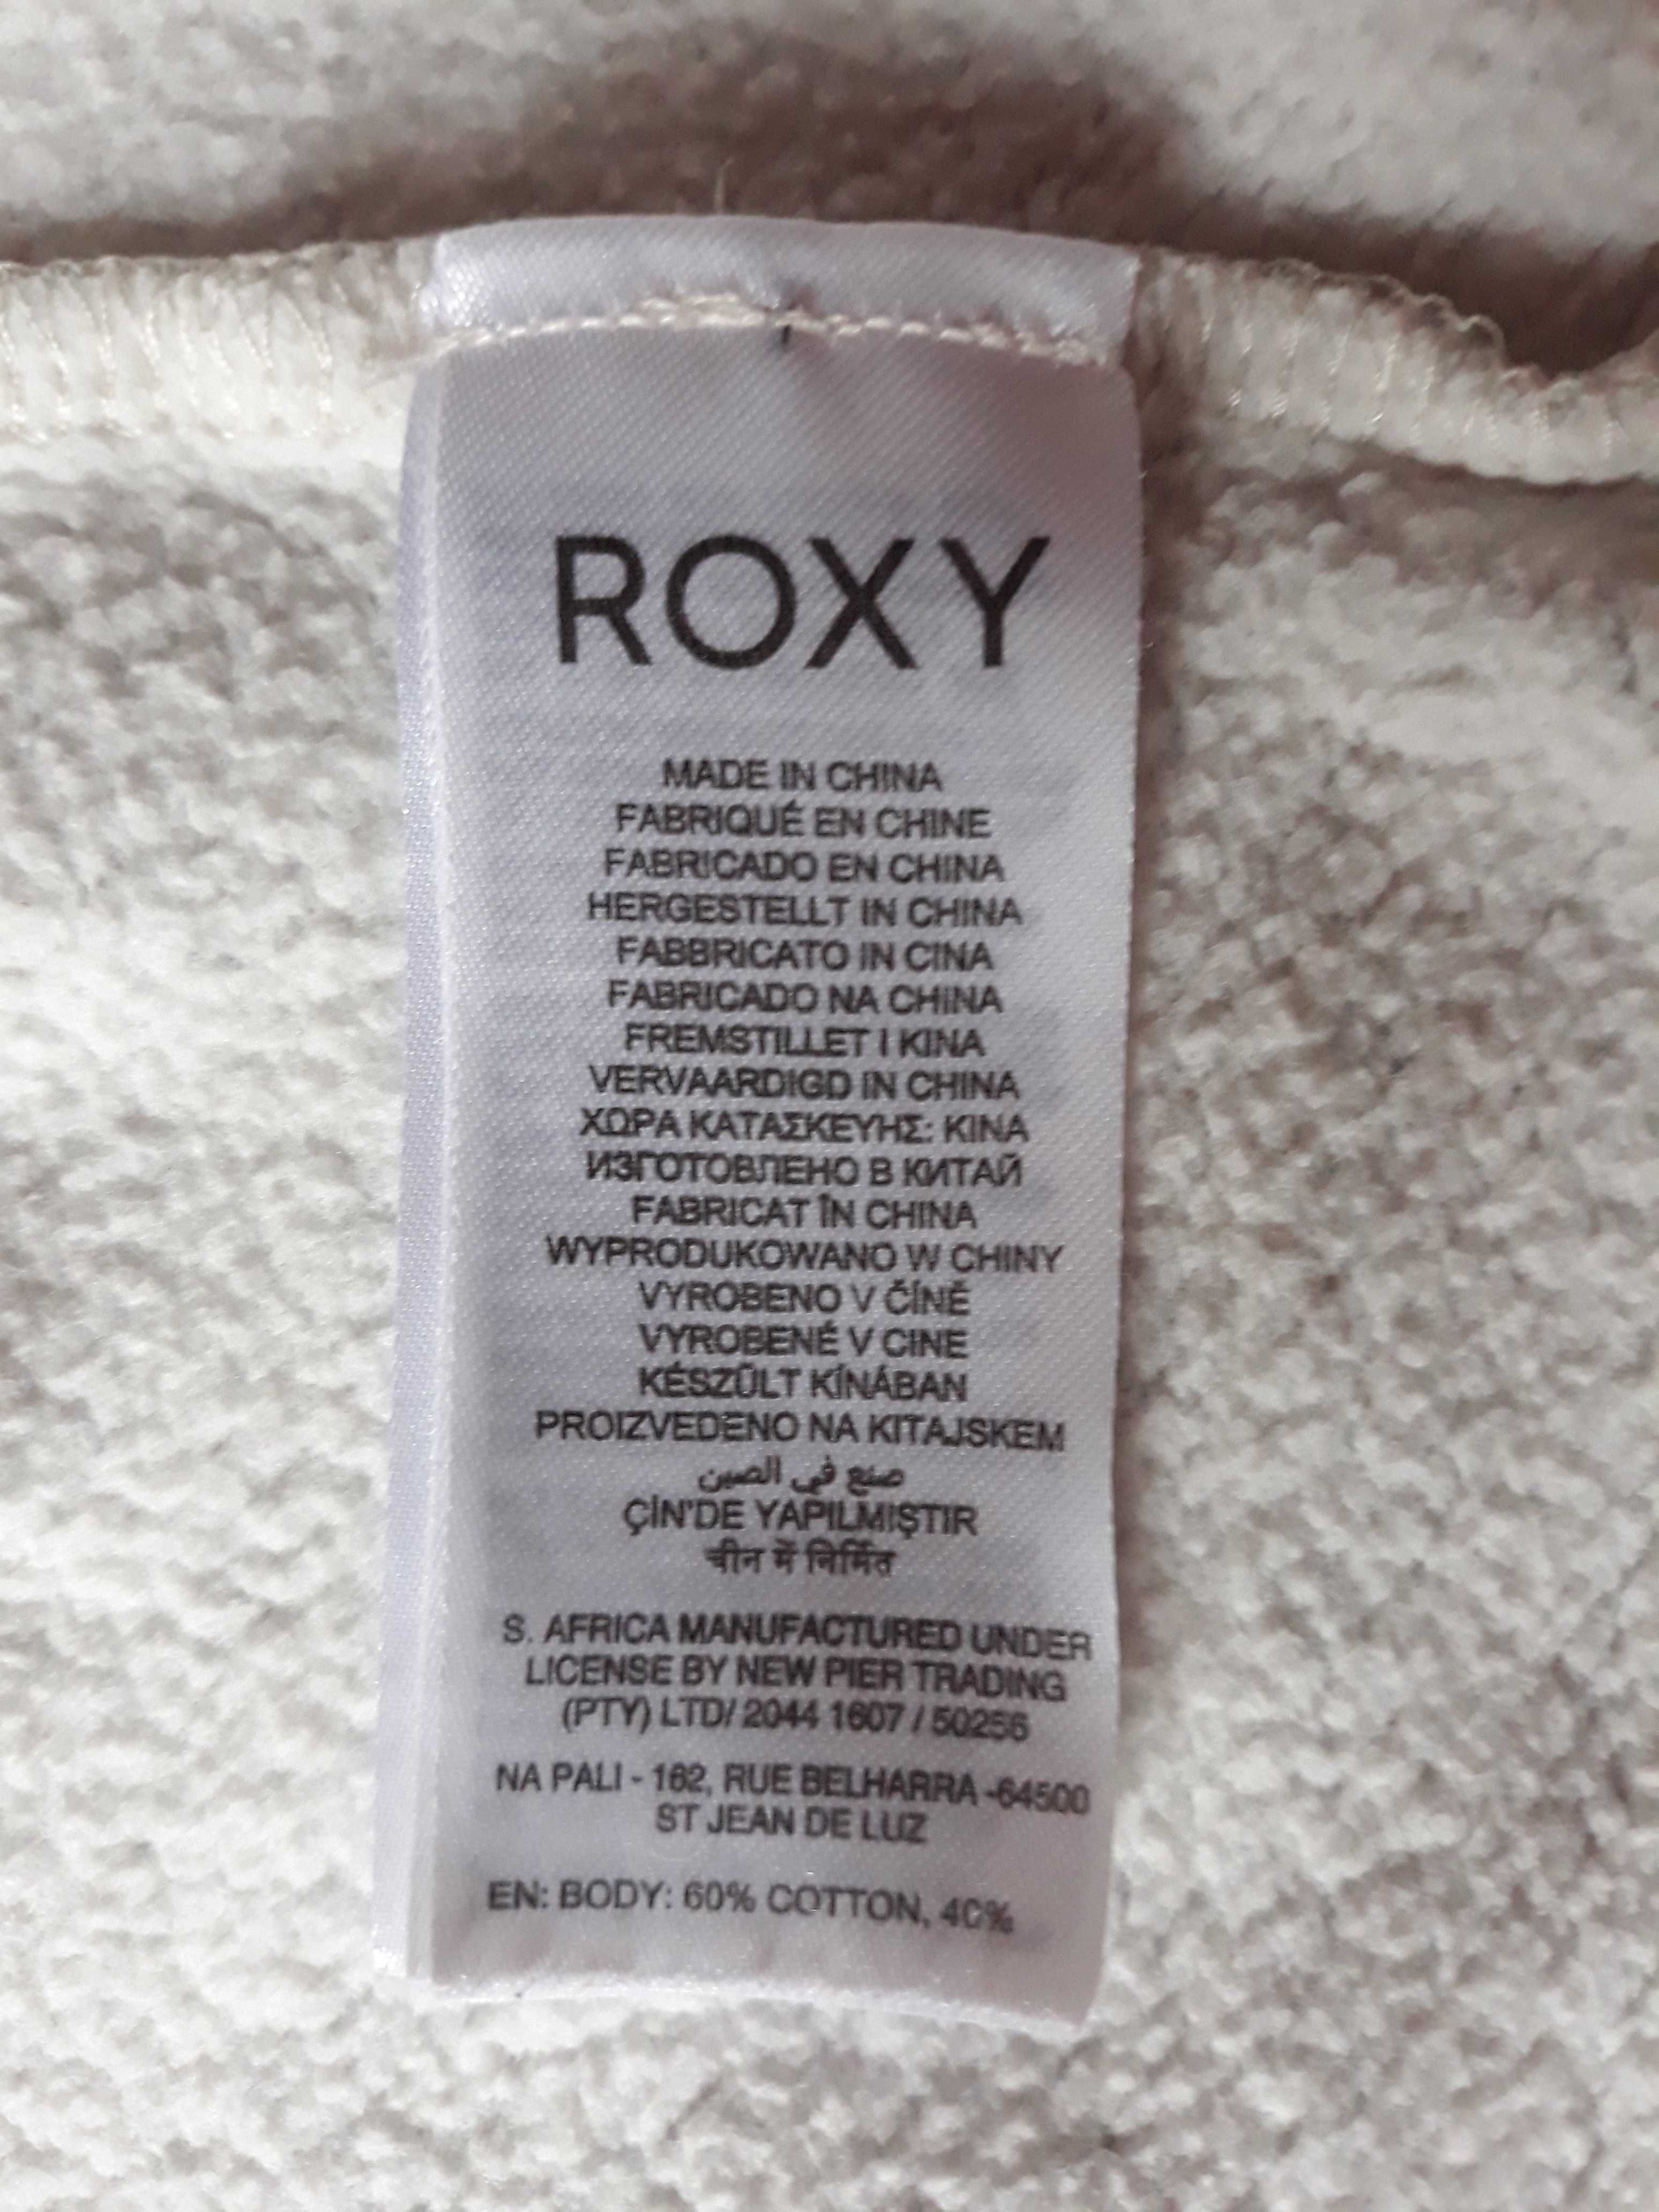 ROXY
MADE IN CHINA
FABRIQUÉ EN CHINE
FABRICADO EN CHINA
HERGESTELLT IN CHINA
FABBRICATO IN CINA
FABRICADO NA CHINA
FREMSTILLET I KINA
VERVAARDIGD IN CHINA
ΧΩΡΑ ΚΑΤΑΣΚΕΥΗΣ: ΚΙΝΑ
ИЗГОТОВЛЕНО В КИТАЙ
FABRICAT ÎN CHINA
WYPRODUKOWANO W CHINY
VYROBENO V ČÍNĚ
VYROBENÉ V CINE
KÉSZÜLT KÍNÁBAN
PROIZVEDENO NA KITAJSKEM
صنع في الصين
ÇİN'DE YAPILMIŞTIR
चीन में निर्मित
S. AFRICA MANUFACTURED UNDER
LICENSE BY NEW PIER TRADING
(PTY) LTD/ 2044 1607 / 50256
NA PALI - 162, RUE BELHARRA -64500
ST JEAN DE LUZ
EN: BODY: 60% COTTON, 40%